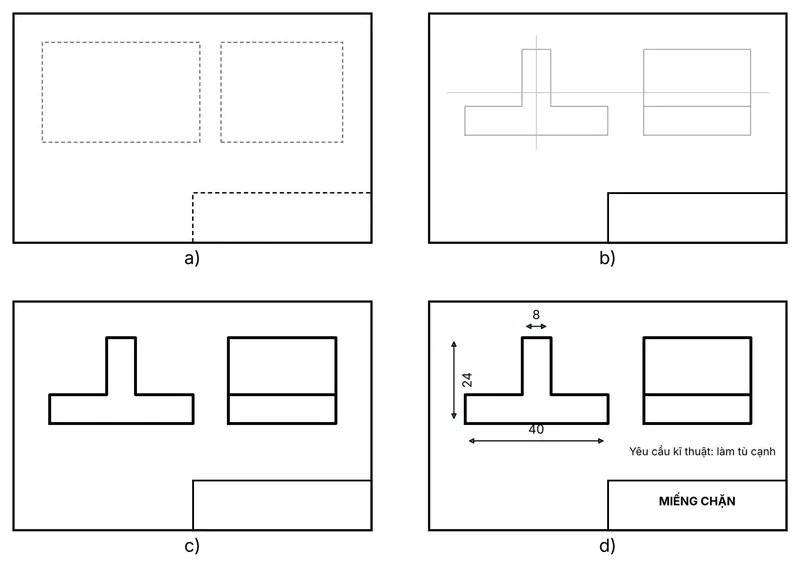 a)
b)
c)
8
24
40
Yêu cầu kĩ thuật: làm tù cạnh
MIẾNG CHẶN
d)